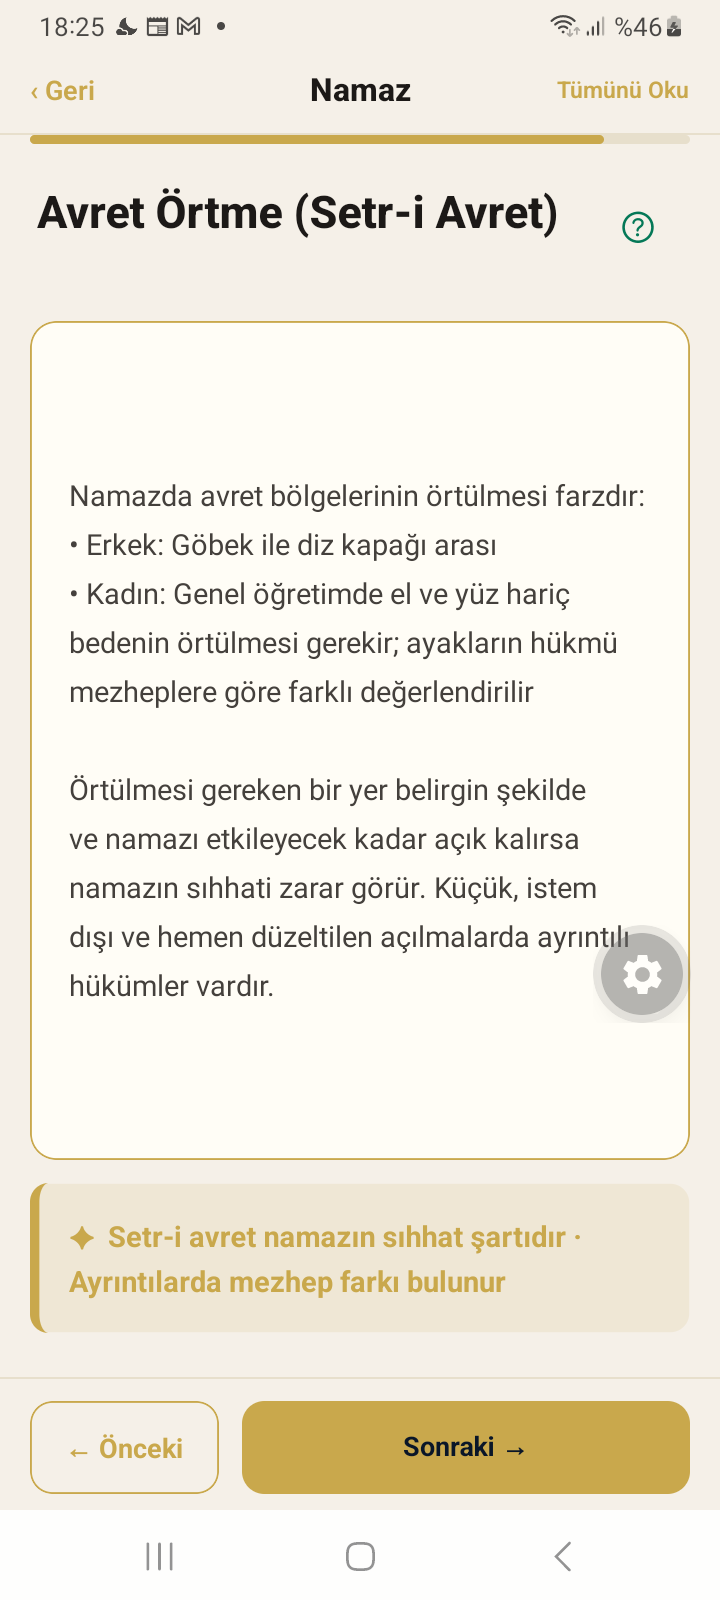 18:25
%46
‹ Geri
Namaz
Tümünü Oku
Avret Örtme (Setr-i Avret)
?
Namazda avret bölgelerinin örtülmesi farzdır:
• Erkek: Göbek ile diz kapağı arası
• Kadın: Genel öğretimde el ve yüz hariç
bedenin örtülmesi gerekir; ayakların hükmü
mezheplere göre farklı değerlendirilir
Örtülmesi gereken bir yer belirgin şekilde
ve namazı etkileyecek kadar açık kalırsa
namazın sıhhati zarar görür. Küçük, istem
dışı ve hemen düzeltilen açılmalarda ayrıntılı
hükümler vardır.
✦ Setr-i avret namazın sıhhat şartıdır ·
Ayrıntılarda mezhep farkı bulunur
← Önceki
Sonraki →